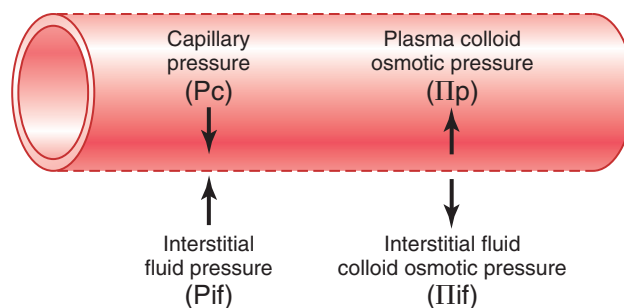 Capillary
pressure
(Pc)
Plasma colloid
osmotic pressure
(Πp)
Interstitial
fluid pressure
(Pif)
Interstitial fluid
colloid osmotic pressure
(Πif)